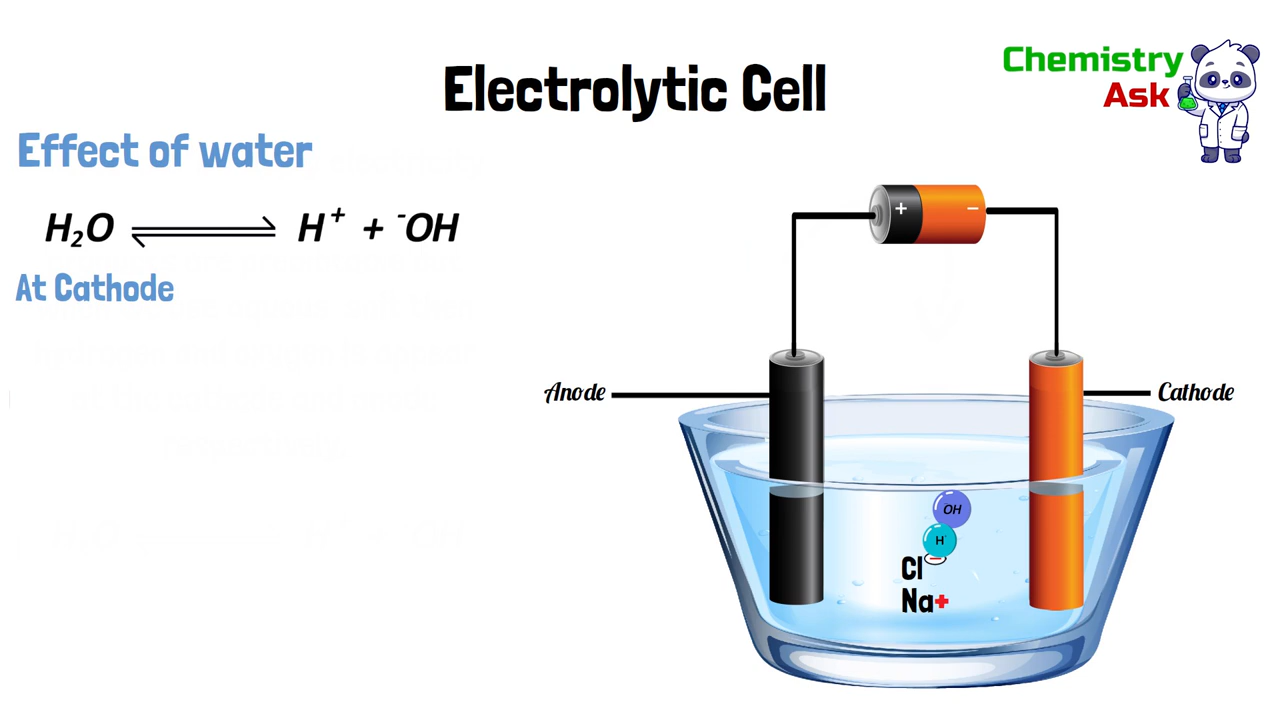 Electrolytic Cell
Chemistry
Ask
Effect of water
H₂O ⇌ H⁺ + ⁻OH
At Cathode
+ −
Anode
Cathode
OH
H
Cl −
Na+